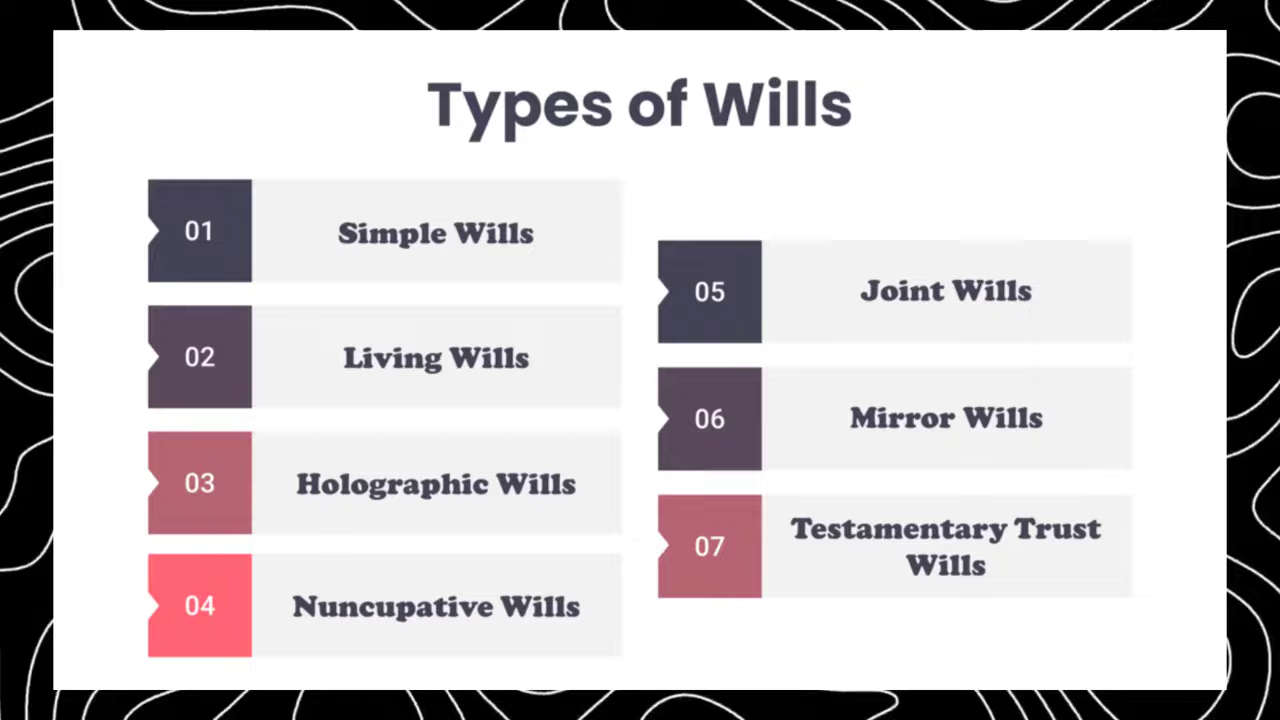 Types of Wills
01
Simple Wills
02
Living Wills
03
Holographic Wills
04
Nuncupative Wills
05
Joint Wills
06
Mirror Wills
07
Testamentary Trust
Wills